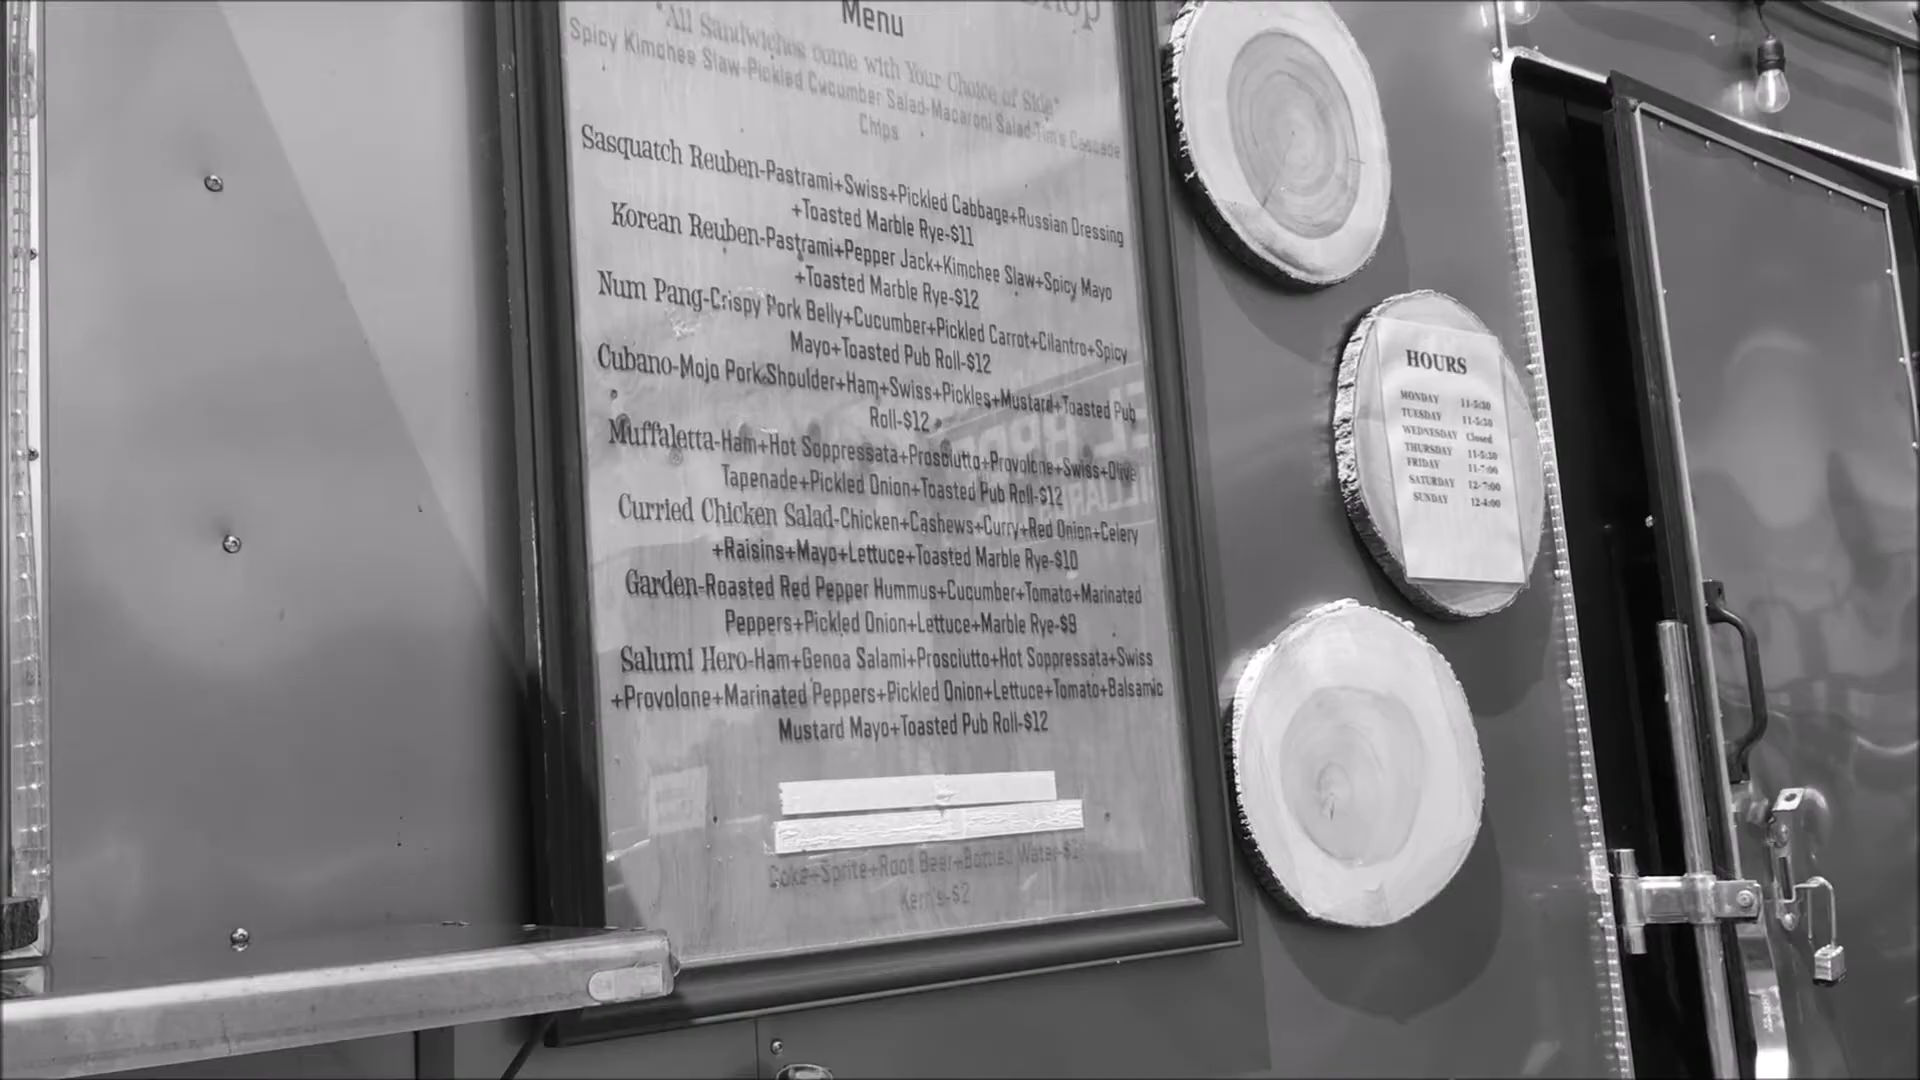 Shop
Menu
"All Sandwiches come with Your Choice of Side"
Spicy Kimchee Slaw-Pickled Cucumber Salad-Macaroni Salad-Tim's Cascade
Chips
Sasquatch Reuben-Pastrami+Swiss+Pickled Cabbage+Russian Dressing
+Toasted Marble Rye-$11
Korean Reuben-Pastrami+Pepper Jack+Kimchee Slaw+Spicy Mayo
+Toasted Marble Rye-$12
Num Pang-Crispy Pork Belly+Cucumber+Pickled Carrot+Cilantro+Spicy
Mayo+Toasted Pub Roll-$12
Cubano-Mojo Pork Shoulder+Ham+Swiss+Pickles+Mustard+Toasted Pub
Roll-$12
Muffaletta-Ham+Hot Soppressata+Prosciutto+Provolone+Swiss+Olive
Tapenade+Pickled Onion+Toasted Pub Roll-$12
Curried Chicken Salad-Chicken+Cashews+Curry+Red Onion+Celery
+Raisins+Mayo+Lettuce+Toasted Marble Rye-$10
Garden-Roasted Red Pepper Hummus+Cucumber+Tomato+Marinated
Peppers+Pickled Onion+Lettuce+Marble Rye-$9
Salumi Hero-Ham+Genoa Salami+Prosciutto+Hot Soppressata+Swiss
+Provolone+Marinated Peppers+Pickled Onion+Lettuce+Tomato+Balsamic
Mustard Mayo+Toasted Pub Roll-$12
Coke+Sprite+Root Beer+Bottled Water-$1
Kern's-$2
HOURS
MONDAY 11-5:30
TUESDAY 11-5:30
WEDNESDAY Closed
THURSDAY 11-5:30
FRIDAY 11-7:00
SATURDAY 12-7:00
SUNDAY 12-4:00